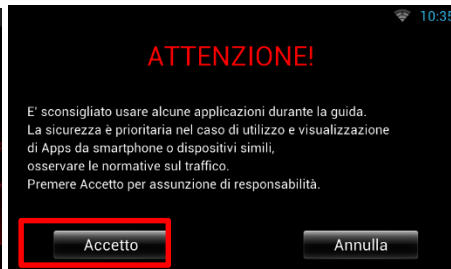 10:35
ATTENZIONE!
E' sconsigliato usare alcune applicazioni durante la guida.
La sicurezza è prioritaria nel caso di utilizzo e visualizzazione
di Apps da smartphone o dispositivi simili,
osservare le normative sul traffico.
Premere Accetto per assunzione di responsabilità.
Accetto
Annulla